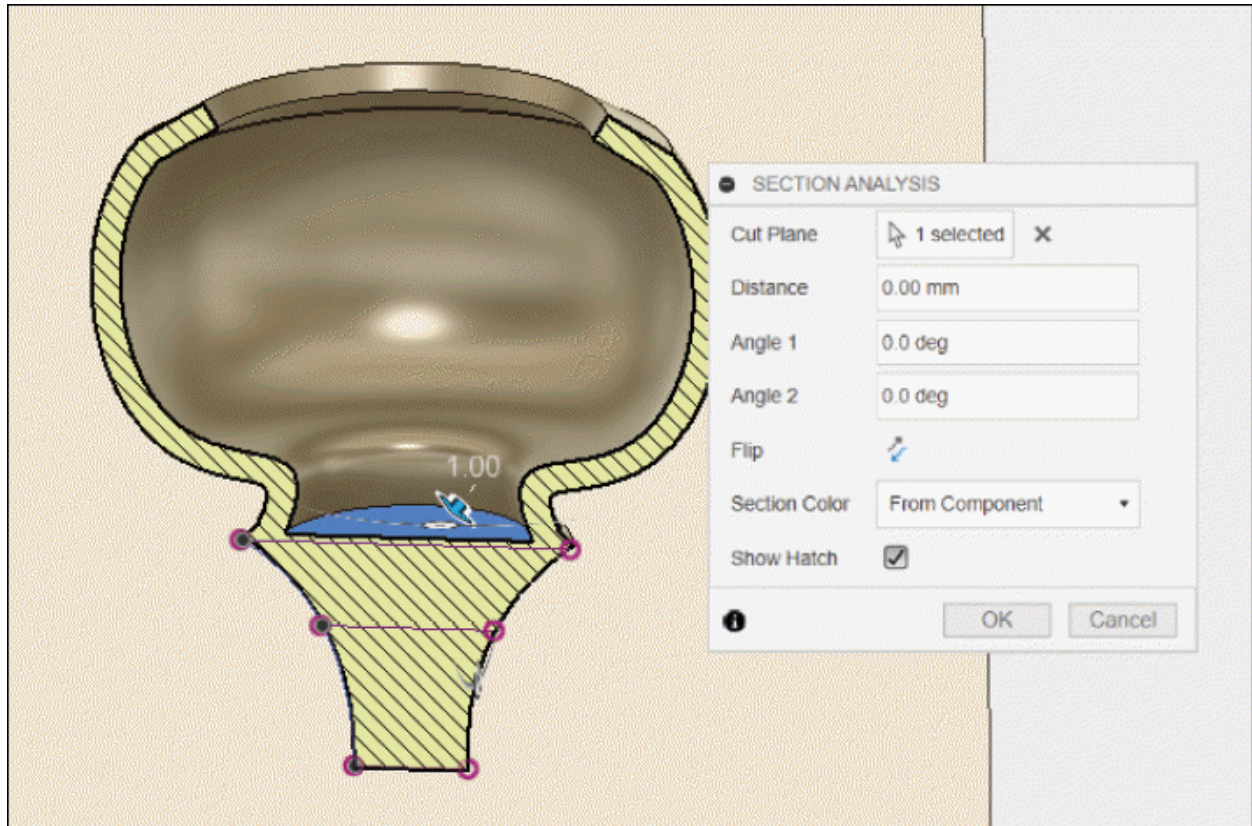 SECTION ANALYSIS
Cut Plane 1 selected
Distance 0.00 mm
Angle 1 0.0 deg
Angle 2 0.0 deg
Flip
1.00
Section Color From Component
Show Hatch
OK Cancel